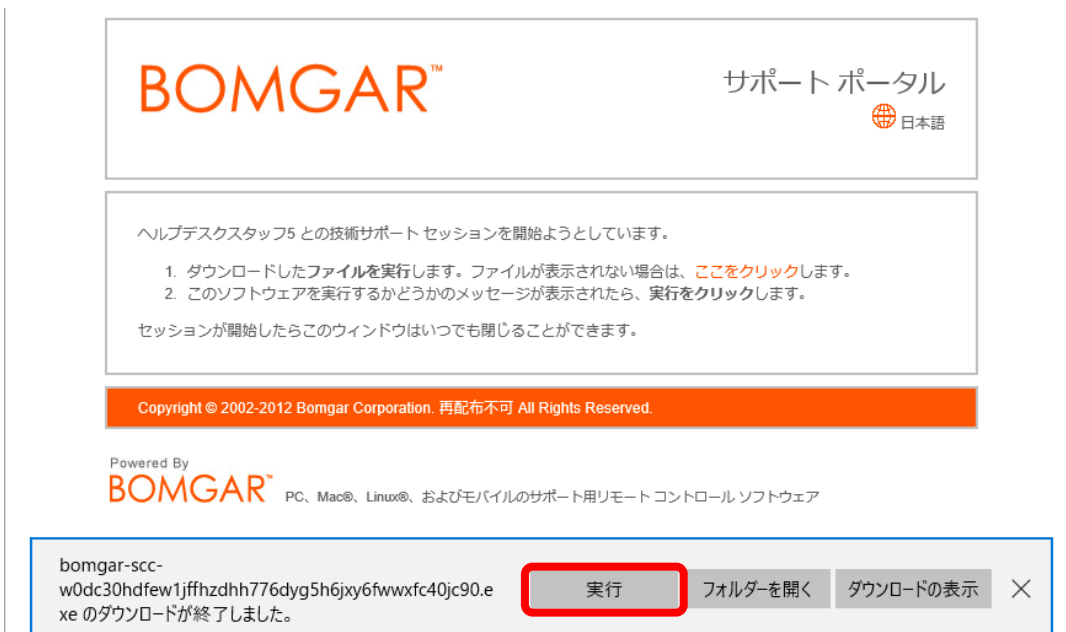 BOMGAR™
サポート ポータル
日本語
ヘルプデスクスタッフ5 との技術サポート セッションを開始ようとしています。
1. ダウンロードしたファイルを実行します。ファイルが表示されない場合は、ここをクリックします。
2. このソフトウェアを実行するかどうかのメッセージが表示されたら、実行をクリックします。
セッションが開始したらこのウィンドウはいつでも閉じることができます。
Copyright © 2002-2012 Bomgar Corporation. 再配布不可 All Rights Reserved.
Powered By
BOMGAR™ PC、Mac®、Linux®、およびモバイルのサポート用リモート コントロール ソフトウェア
bomgar-scc-
w0dc30hdfew1jffhzdhh776dyg5h6jxy6fwwxfc40jc90.e
xe のダウンロードが終了しました。
実行
フォルダーを開く
ダウンロードの表示